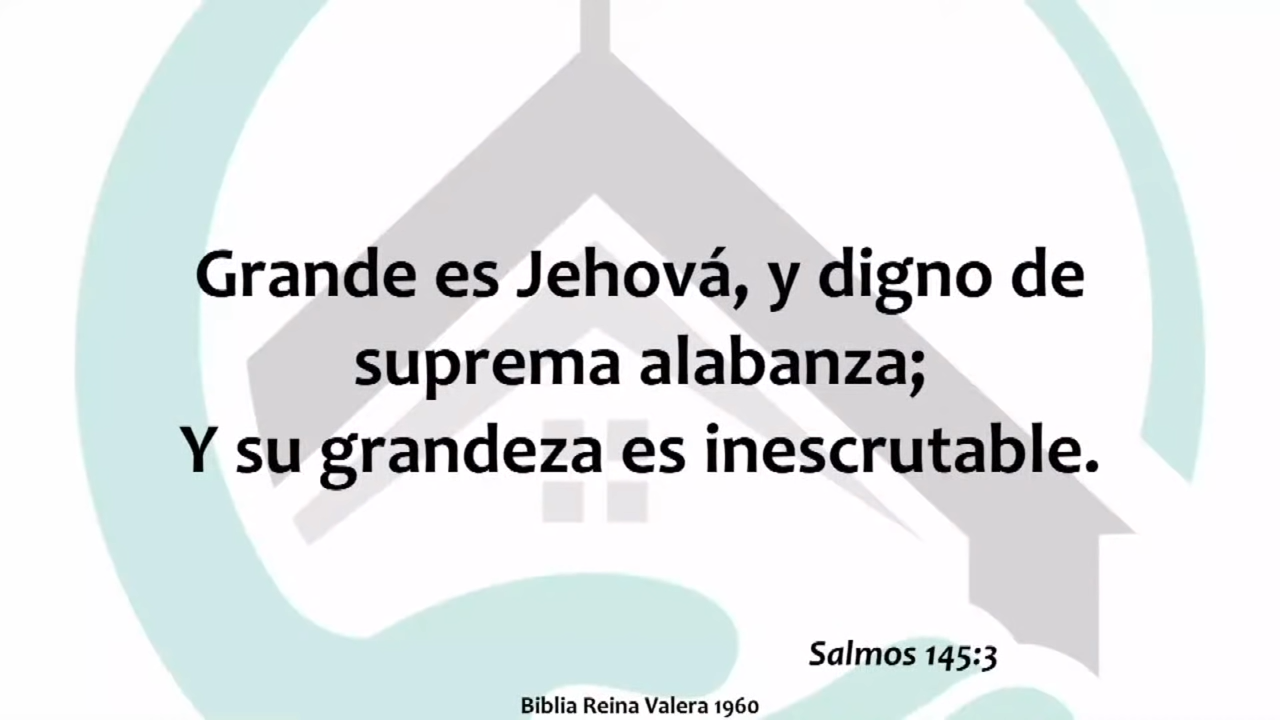 Grande es Jehová, y digno de
suprema alabanza;
Y su grandeza es inescrutable.
Salmos 145:3
Biblia Reina Valera 1960